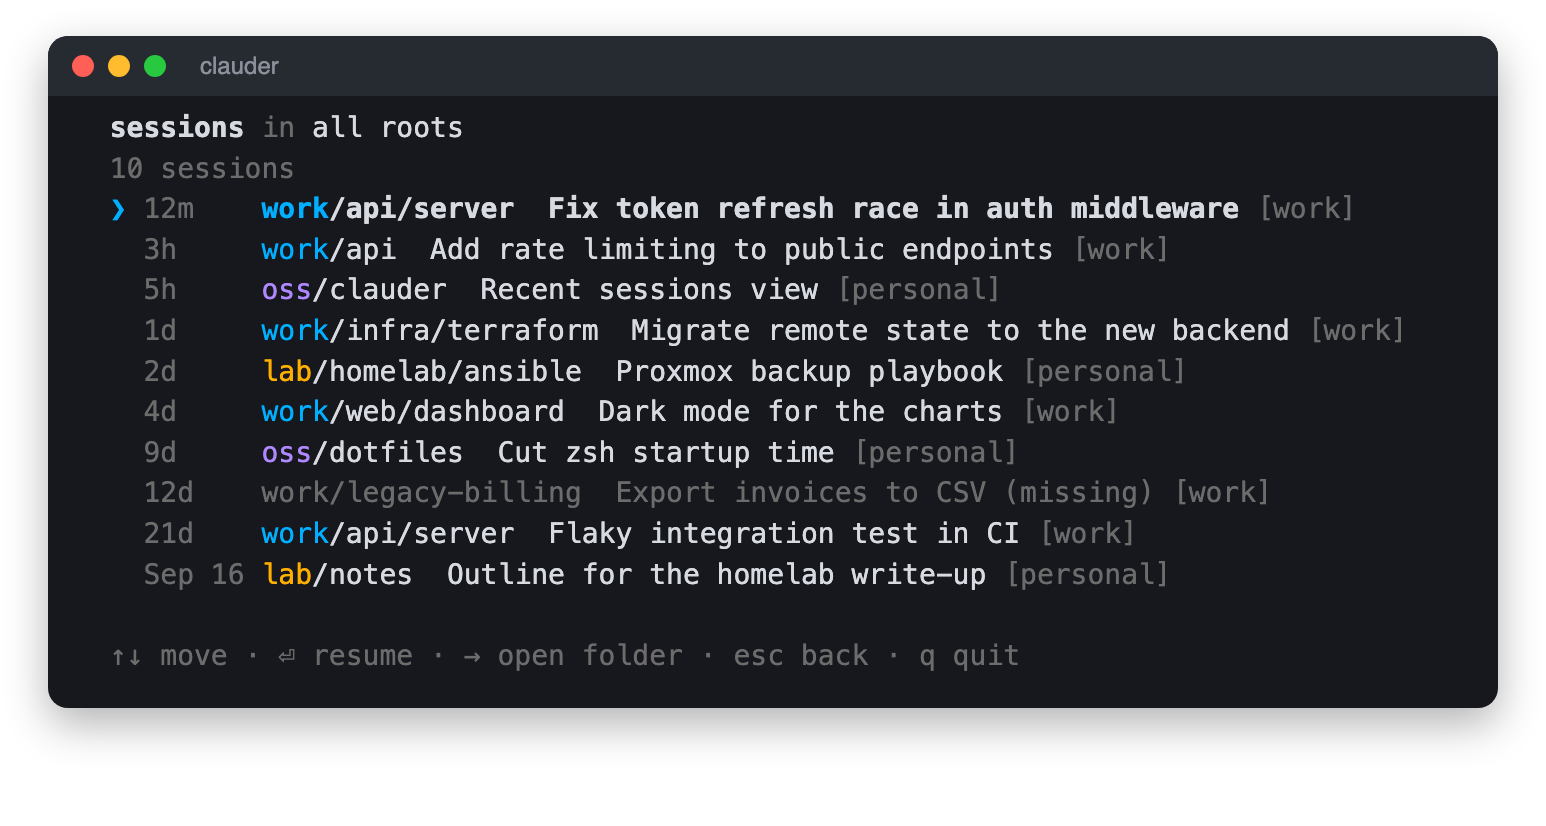 clauder
sessions in all roots
10 sessions
❯ 12m    work/api/server  Fix token refresh race in auth middleware [work]
  3h     work/api  Add rate limiting to public endpoints [work]
  5h     oss/clauder  Recent sessions view [personal]
  1d     work/infra/terraform  Migrate remote state to the new backend [work]
  2d     lab/homelab/ansible  Proxmox backup playbook [personal]
  4d     work/web/dashboard  Dark mode for the charts [work]
  9d     oss/dotfiles  Cut zsh startup time [personal]
  12d    work/legacy-billing  Export invoices to CSV (missing) [work]
  21d    work/api/server  Flaky integration test in CI [work]
  Sep 16 lab/notes  Outline for the homelab write-up [personal]
↑↓ move · ⏎ resume · → open folder · esc back · q quit